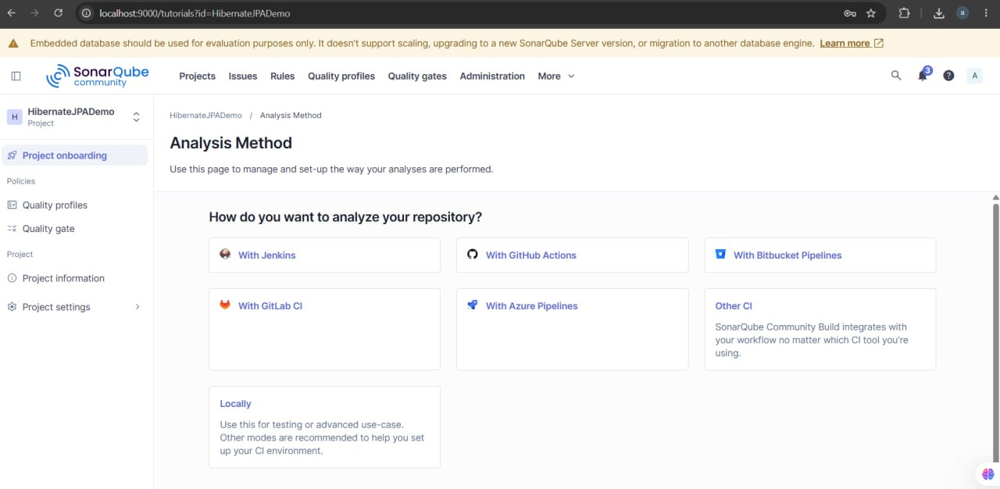 localhost:9000/tutorials?id=HibernateJPADemo
a
Embedded database should be used for evaluation purposes only. It doesn't support scaling, upgrading to a new SonarQube Server version, or migration to another database engine. Learn more
SonarQube
community
Projects Issues Rules Quality profiles Quality gates Administration More
3
?
A
H
HibernateJPADemo
Project
Project onboarding
Policies
Quality profiles
Quality gate
Project
Project information
Project settings
HibernateJPADemo / Analysis Method
Analysis Method
Use this page to manage and set-up the way your analyses are performed.
How do you want to analyze your repository?
With Jenkins
With GitHub Actions
With Bitbucket Pipelines
With GitLab CI
With Azure Pipelines
Other CI
SonarQube Community Build integrates with
your workflow no matter which CI tool you're
using.
Locally
Use this for testing or advanced use-case.
Other modes are recommended to help you set
up your CI environment.